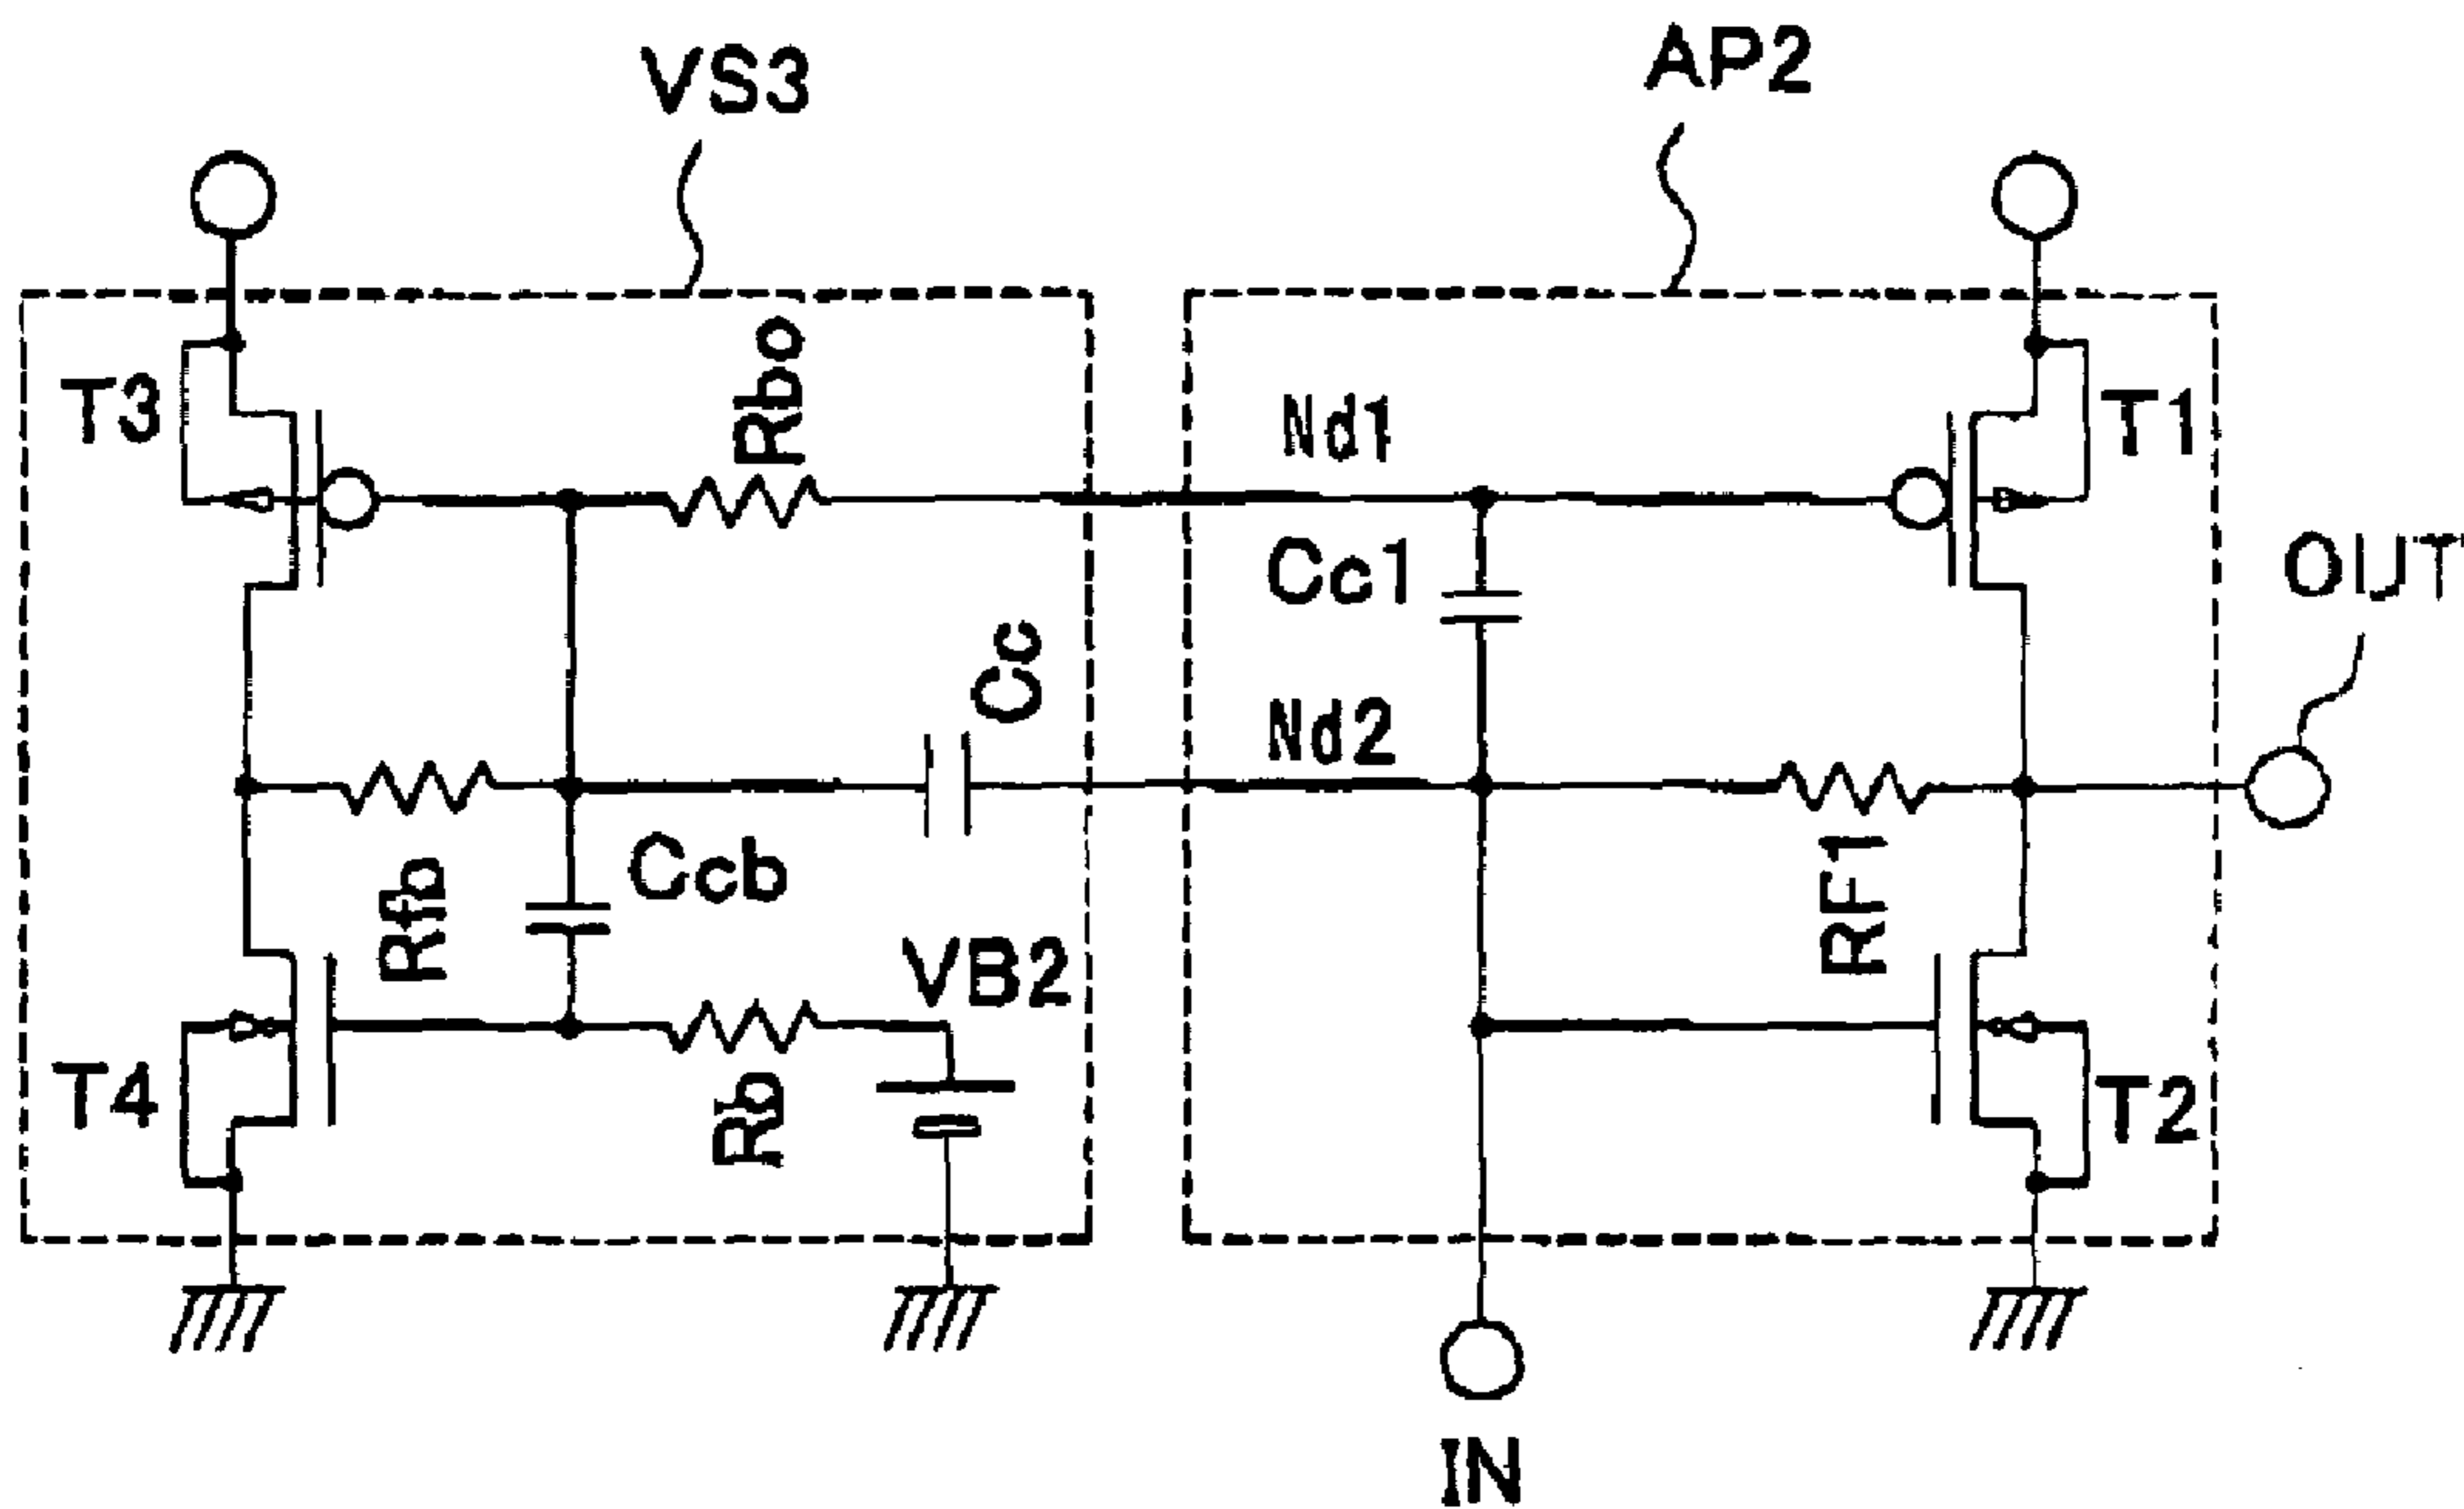 VS3
AP2
T3
Rbo
Nd1
T1
Cc1
OUT
Cc
Nd2
Rfb
Ccb
VB2
RF1
T4
Rb
T2
IN